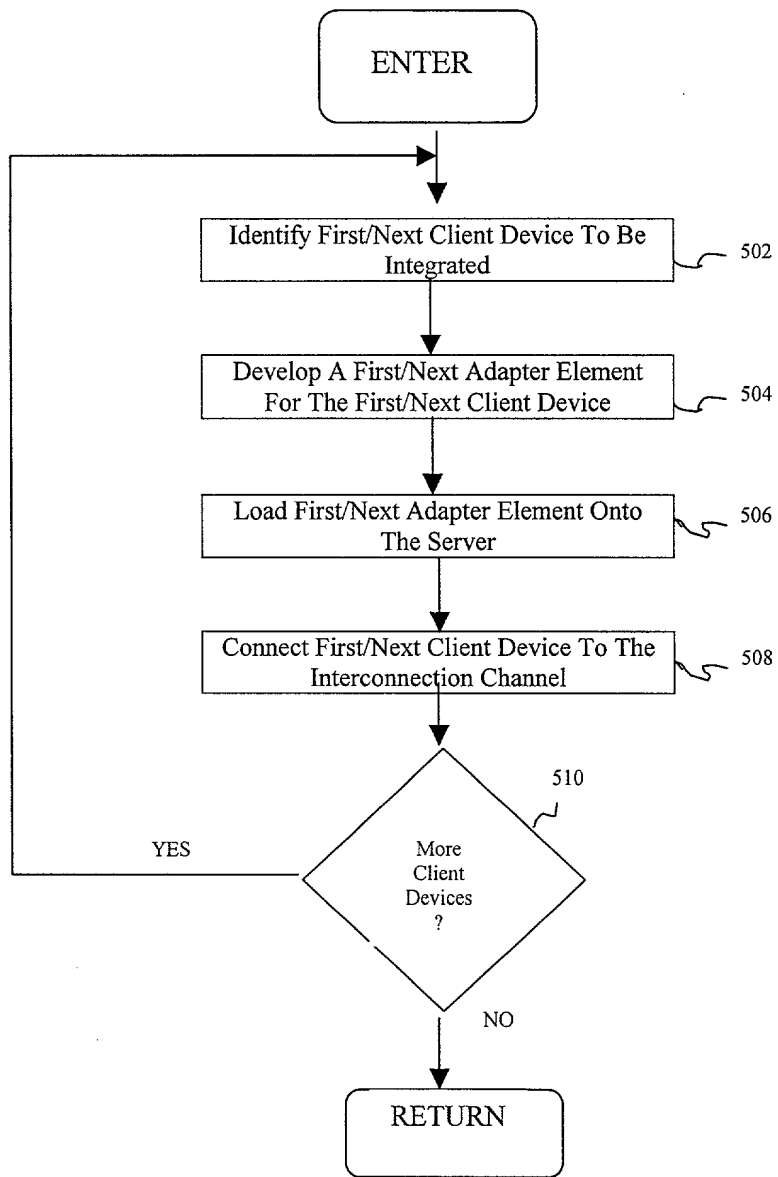 ENTER
Identify First/Next Client Device To Be
Integrated
502
Develop A First/Next Adapter Element
For The First/Next Client Device
504
Load First/Next Adapter Element Onto
The Server
506
Connect First/Next Client Device To The
Interconnection Channel
508
510
More
Client
Devices
?
YES
NO
RETURN